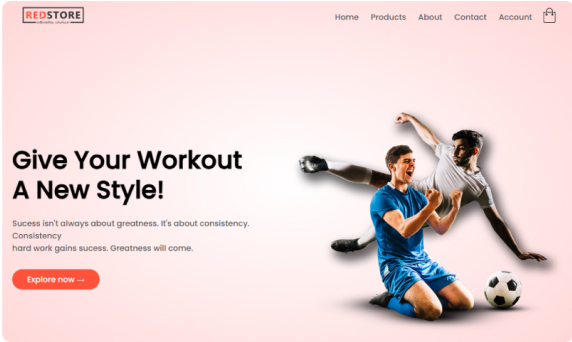 REDSTORE
Home Products About Contact Account
Give Your Workout
A New Style!
Sucess isn't always about greatness. It's about consistency.
Consistency
hard work gains sucess. Greatness will come.
Explore now →